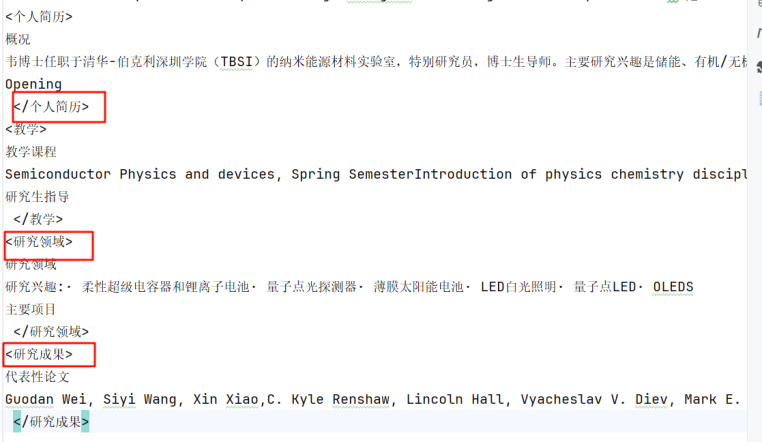 <个人简历>
概况
韦博士任职于清华-伯克利深圳学院（TBSI）的纳米能源材料实验室，特别研究员，博士生导师。主要研究兴趣是储能、有机/无机
Opening
</个人简历>
<教学>
教学课程
Semiconductor Physics and devices, Spring SemesterIntroduction of physics chemistry discipl
研究生指导
</教学>
<研究领域>
研究领域
研究兴趣:· 柔性超级电容器和锂离子电池· 量子点光探测器· 薄膜太阳能电池· LED白光照明· 量子点LED· OLEDS
主要项目
</研究领域>
<研究成果>
代表性论文
Guodan Wei, Siyi Wang, Xin Xiao,C. Kyle Renshaw, Lincoln Hall, Vyacheslav V. Diev, Mark E.
</研究成果>